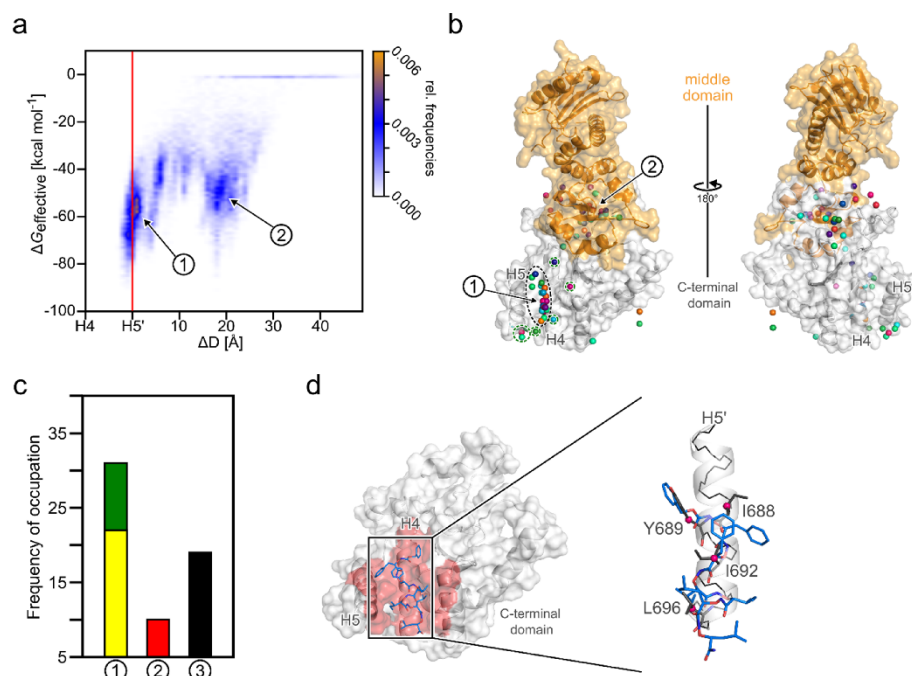 a
0
-20
-40
-60
-80
-100
ΔGeffective [kcal mol⁻¹]
H4
H5'
10
20
30
40
ΔD [Å]
1
2
0.006
0.003
0.000
rel. frequencies
b
middle
domain
180°
C-terminal
domain
2
1
H5
H4
H5
H4
c
35
25
15
5
Frequency of occupation
1
2
3
d
H4
H5
C-terminal
domain
H5'
I688
Y689
I692
L696